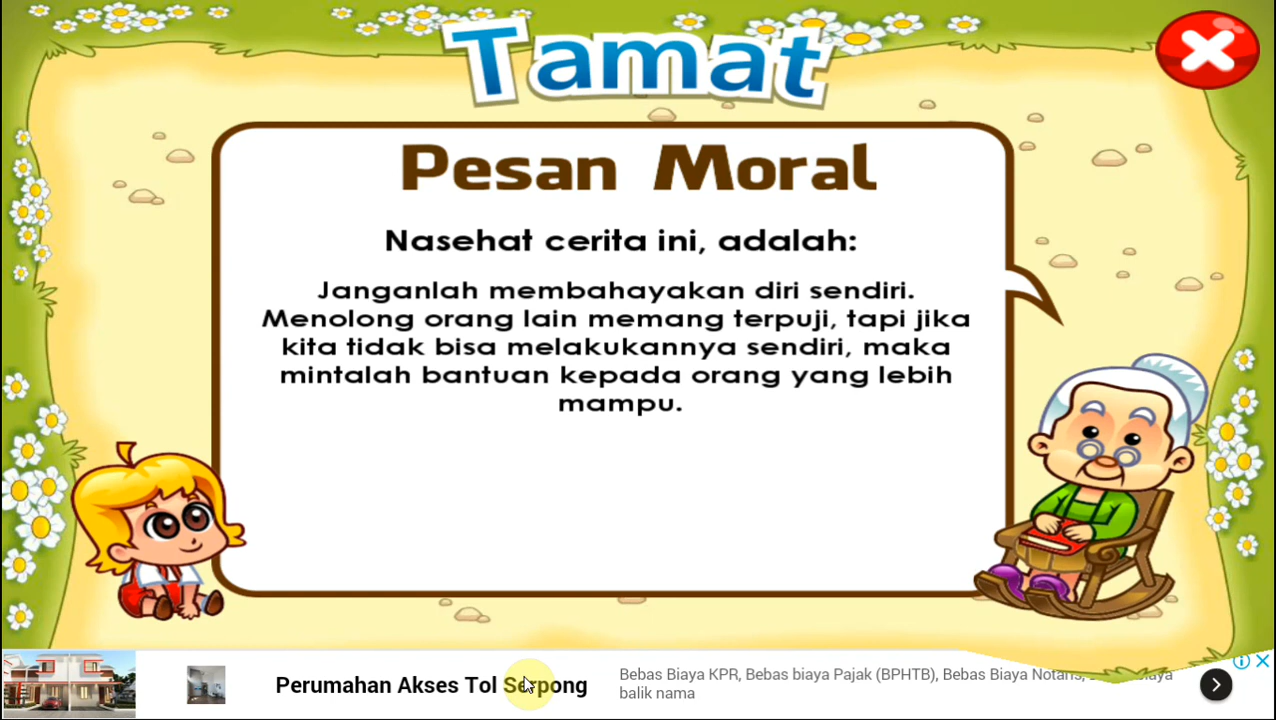 Tamat
Pesan Moral
Nasehat cerita ini, adalah:
Janganlah membahayakan diri sendiri.
Menolong orang lain memang terpuji, tapi jika
kita tidak bisa melakukannya sendiri, maka
mintalah bantuan kepada orang yang lebih
mampu.
Perumahan Akses Tol Serpong
Bebas Biaya KPR, Bebas biaya Pajak (BPHTB), Bebas Biaya Notaris,
balik nama